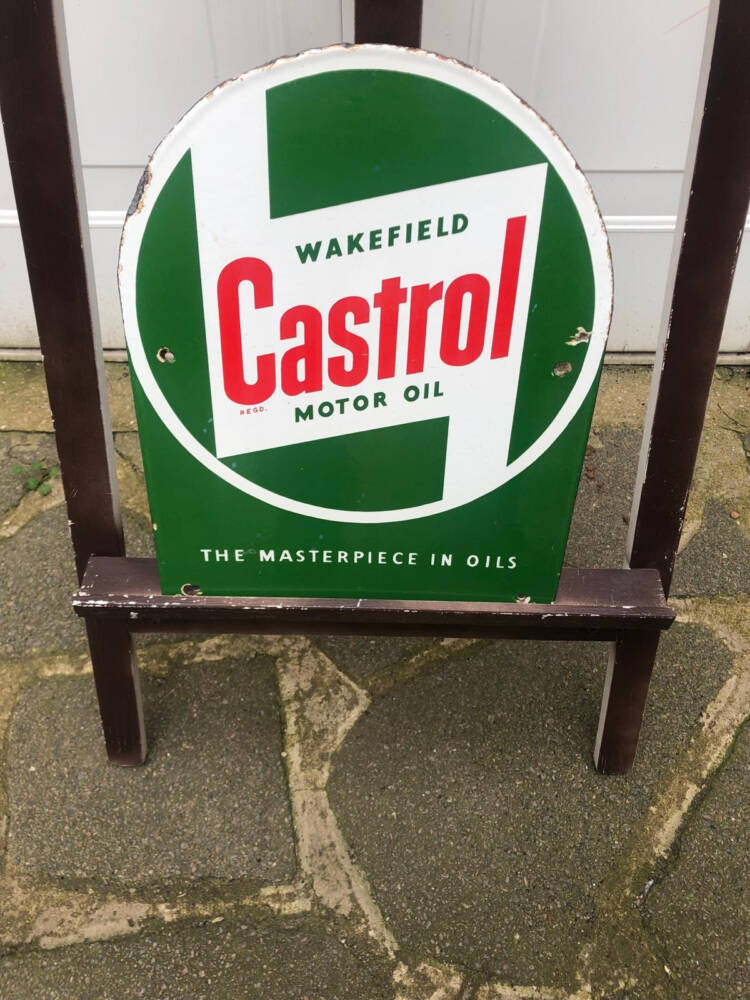 WAKEFIELD
Castrol
REGD.
MOTOR OIL
THE MASTERPIECE IN OILS